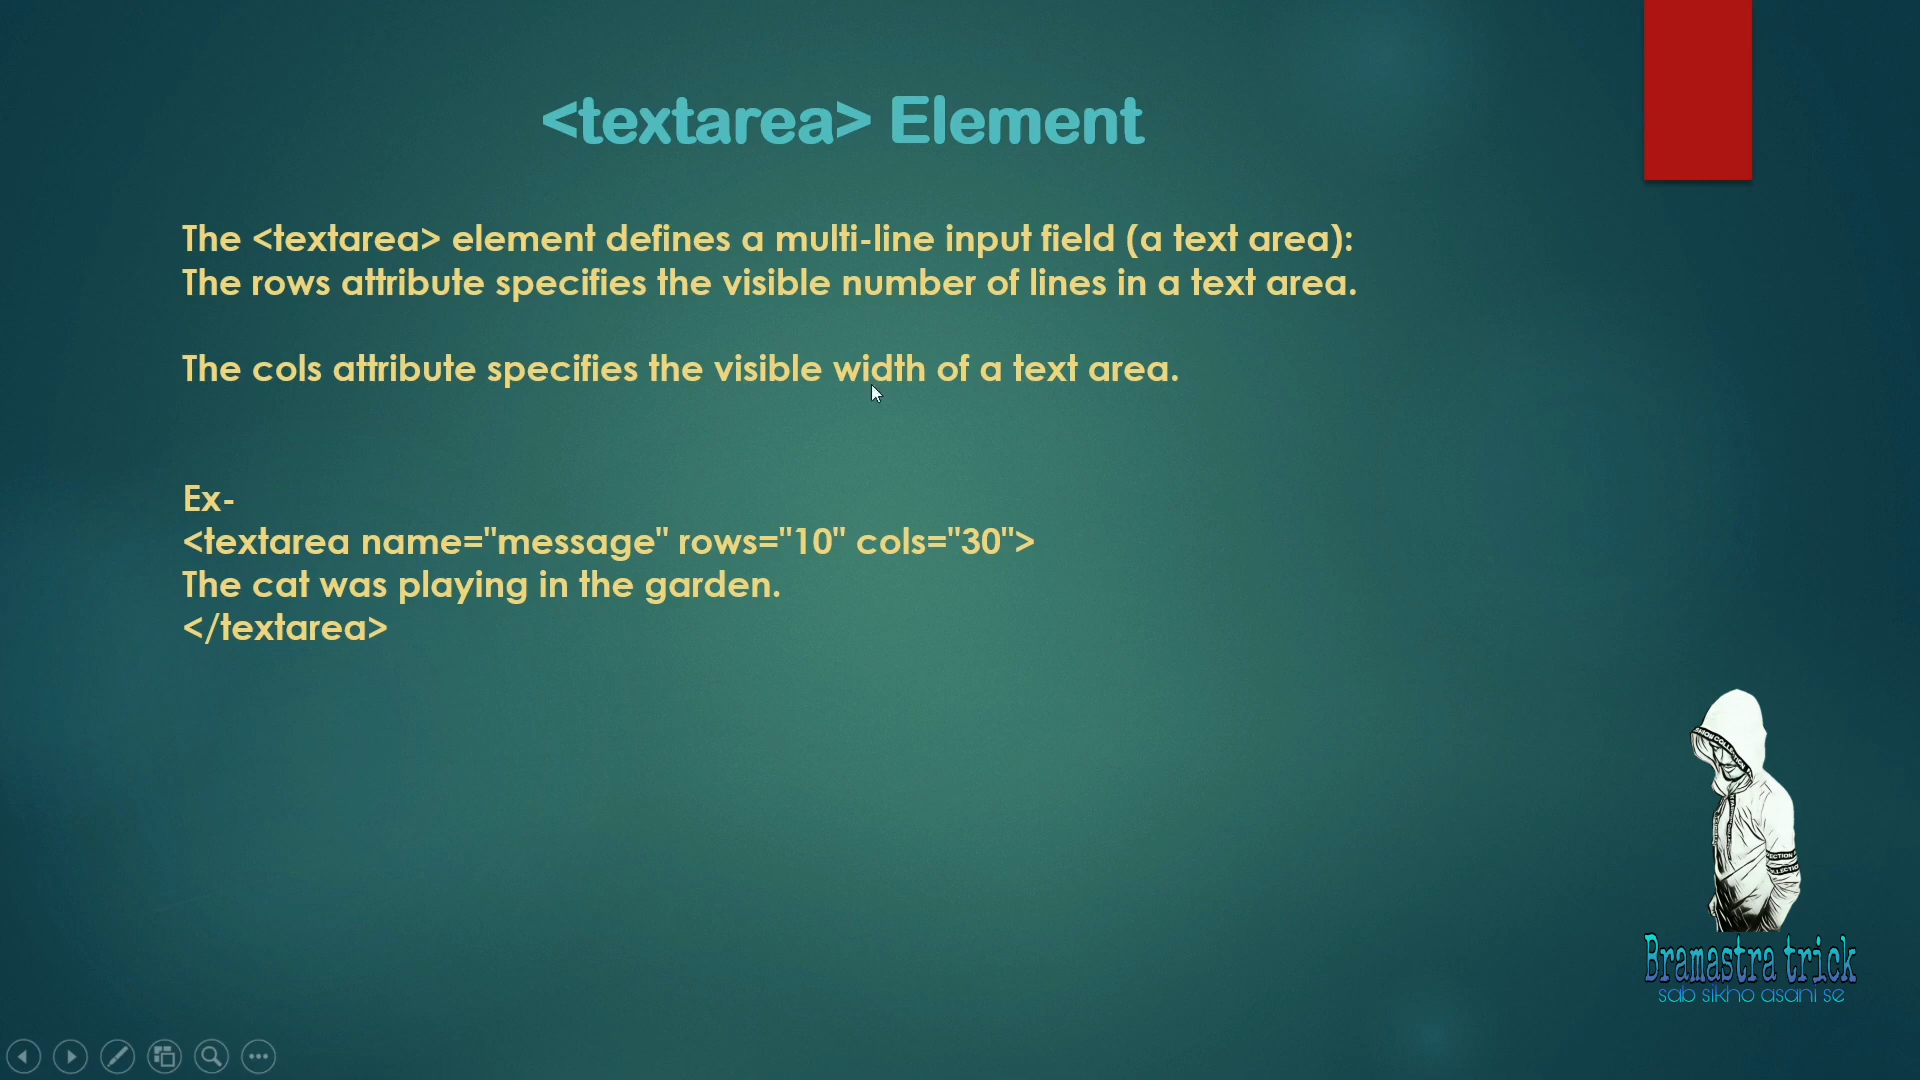 <textarea> Element
The <textarea> element defines a multi-line input field (a text area):
The rows attribute specifies the visible number of lines in a text area.
The cols attribute specifies the visible width of a text area.
Ex-
<textarea name="message" rows="10" cols="30">
The cat was playing in the garden.
</textarea>
Bramastra trick
sab sikho asani se